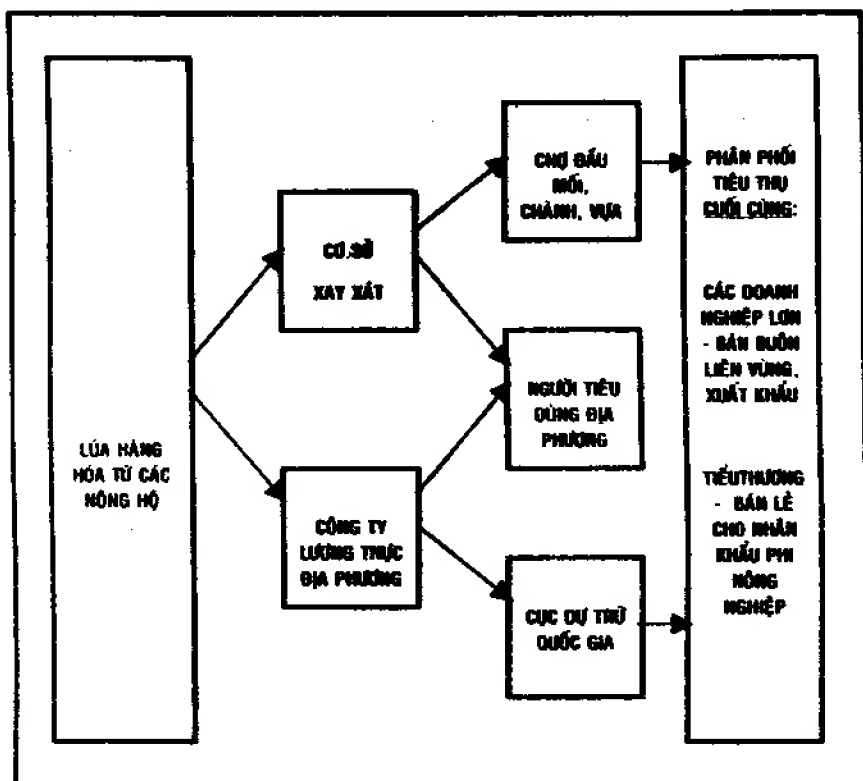 LÚA HÀNG
HÓA TỪ CÁC
NÔNG HỘ
CƠ SỞ
XAY XÁT
CÔNG TY
LƯƠNG THỰC
ĐỊA PHƯƠNG
CHỢ ĐẦU
MỐI,
CHÀNH, VỰA
NGƯỜI TIÊU
DÙNG ĐỊA
PHƯƠNG
CỤC DỰ TRỮ
QUỐC GIA
PHÂN PHỐI
TIÊU THỤ
CUỐI CÙNG:
CÁC DOANH
NGHIỆP LỚN
- BÁN BUÔN
LIÊN VÙNG,
XUẤT KHẨU
TIỂU THƯƠNG
- BÁN LẺ
CHO NHÂN
KHẨU PHI
NÔNG
NGHIỆP